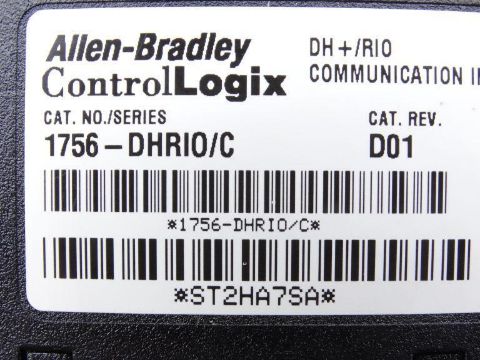 Allen-Bradley
ControlLogix
DH+/RIO
COMMUNICATION
CAT. NO./SERIES
1756-DHRIO/C
CAT. REV.
D01
*1756-DHRIO/C*
*ST2HA7SA*